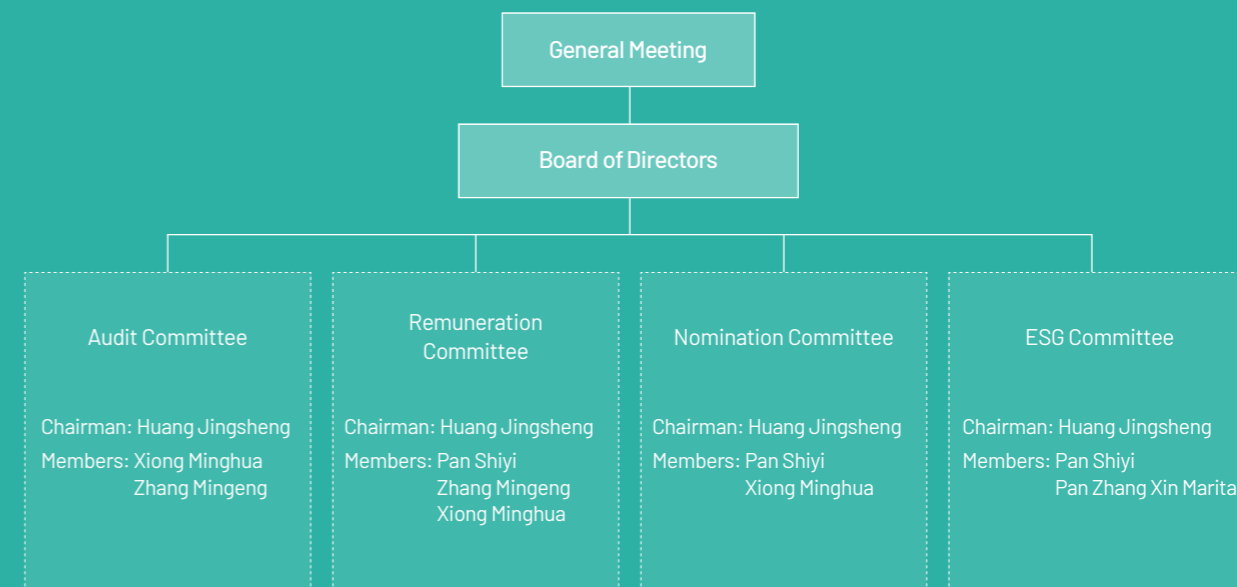 General Meeting
Board of Directors
Audit Committee
Chairman: Huang Jingsheng
Members: Xiong Minghua
Zhang Mingeng
Remuneration
Committee
Chairman: Huang Jingsheng
Members: Pan Shiyi
Zhang Mingeng
Xiong Minghua
Nomination Committee
Chairman: Huang Jingsheng
Members: Pan Shiyi
Xiong Minghua
ESG Committee
Chairman: Huang Jingsheng
Members: Pan Shiyi
Pan Zhang Xin Marita